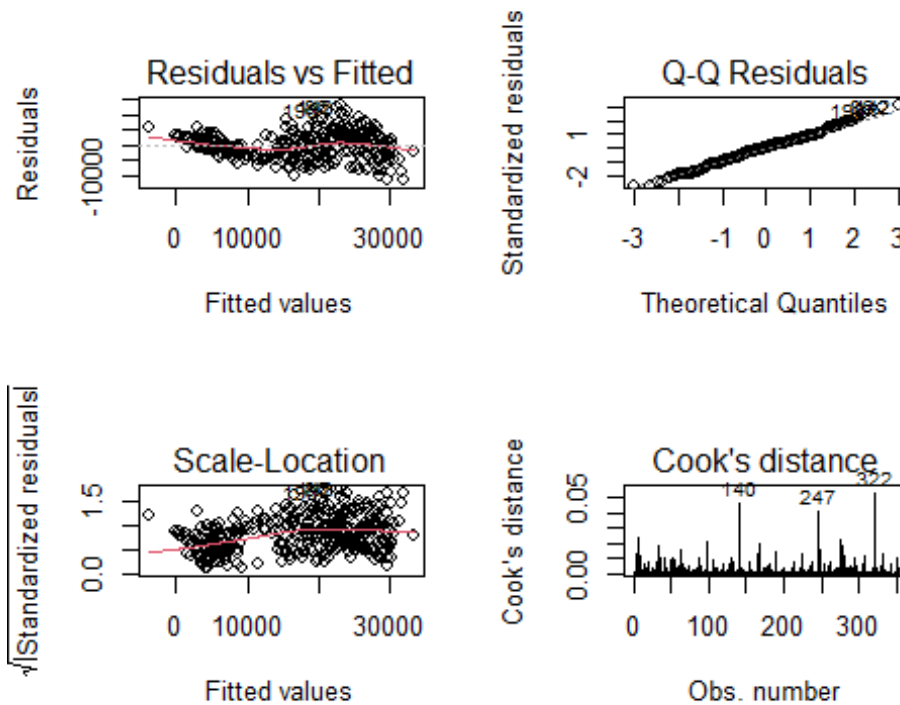 Residuals vs Fitted
Residuals
-10000
0 10000 30000
Fitted values
Q-Q Residuals
Standardized residuals
-2 1
-3 -1 0 1 2 3
Theoretical Quantiles
Scale-Location
√|Standardized residuals|
0.0 1.5
0 10000 30000
Fitted values
Cook's distance
Cook's distance
0.00 0.05
140 247 322
0 100 200 300
Obs. number